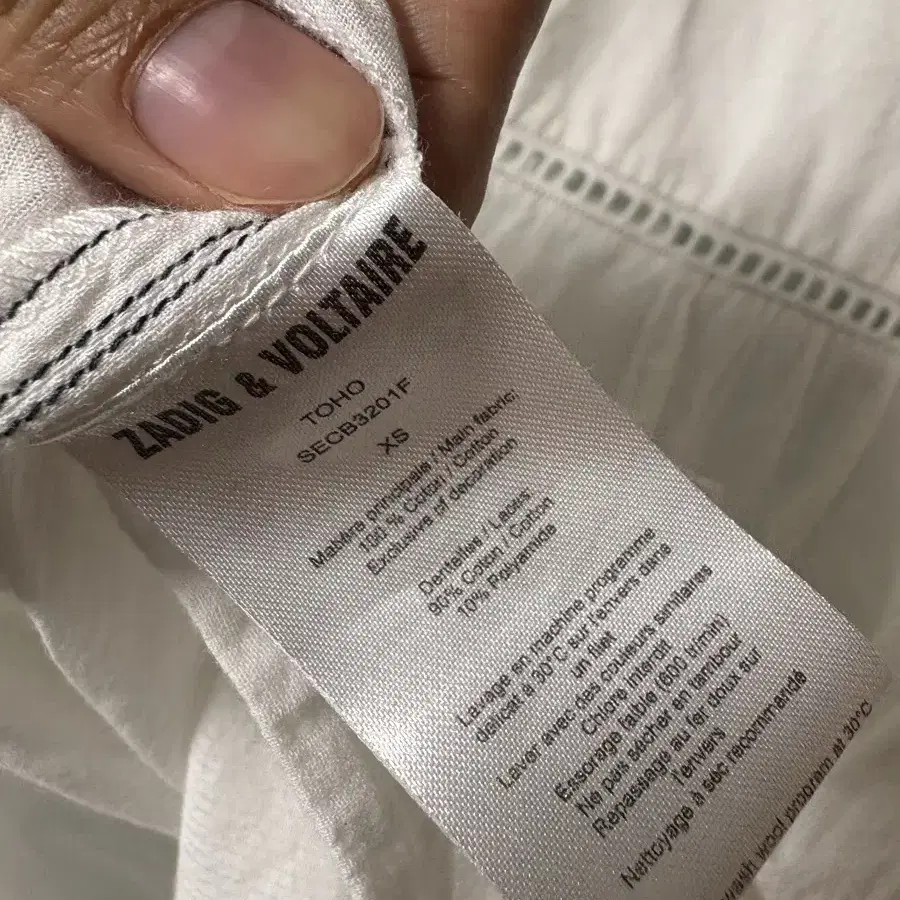 ZADIG & VOLTAIRE
TOHO
SECB3201F
XS
Matière principale / Main fabric:
100 % Coton / Cotton
Exclusive of decoration
Dentelles / Laces:
90% Coton / Cotton
10% Polyamide
Lavage en machine programme
délicat à 30°C sur l'envers dans
un filet
Laver avec des couleurs similaires
Chlore interdit
Essorage faible (600 tr/mn)
Ne pas sécher en tambour
Repassage au fer doux sur
l'envers
Nettoyage à sec recommandé
wash wool program at 30°C